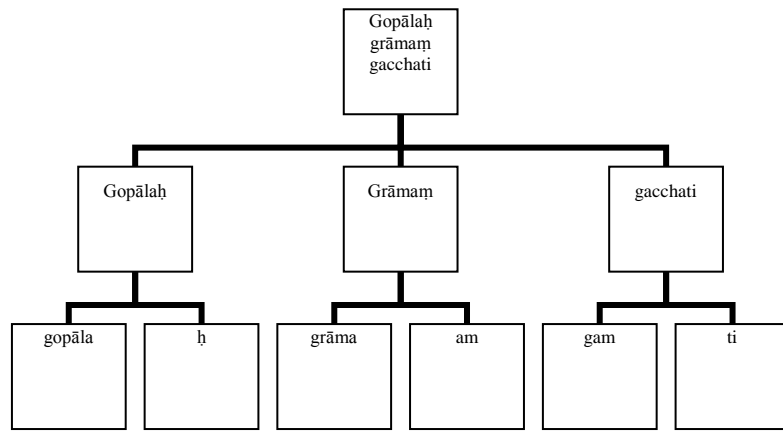 Gopālaḥ
grāmaṃ
gacchati
Gopālaḥ
Grāmaṃ
gacchati
gopāla
ḥ
grāma
am
gam
ti